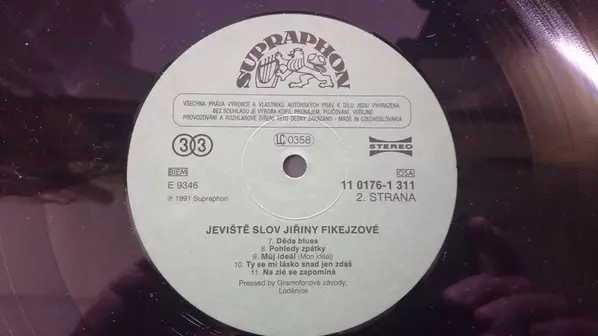 SUPRAPHON
VŠECHNA PRÁVA VÝROBCE A VLASTNÍKŮ AUTORSKÝCH PRÁV K DÍLU JSOU VYHRAZENA
BEZ SOUHLASU JE VÝROBA KOPIÍ, PRONÁJEM, PŮJČOVÁNÍ, VEŘEJNÉ
PROVOZOVÁNÍ A ROZHLASOVÉ ŠÍŘENÍ TÉTO DESKY ZAKÁZÁNO - MADE IN CZECHOSLOVAKIA
33
LC 0358
STEREO
BIEM
OSA
E 9346
11 0176-1 311
℗ 1991 Supraphon
2. STRANA
JEVIŠTĚ SLOV JIŘINY FIKEJZOVÉ
7. Děda blues
8. Pohledy zpátky
9. Můj ideál (Mon idéal)
10. Ty se mi lásko snad jen zdáš
11. Na zlé se zapomíná
Pressed by Gramofonové závody,
Loděnice